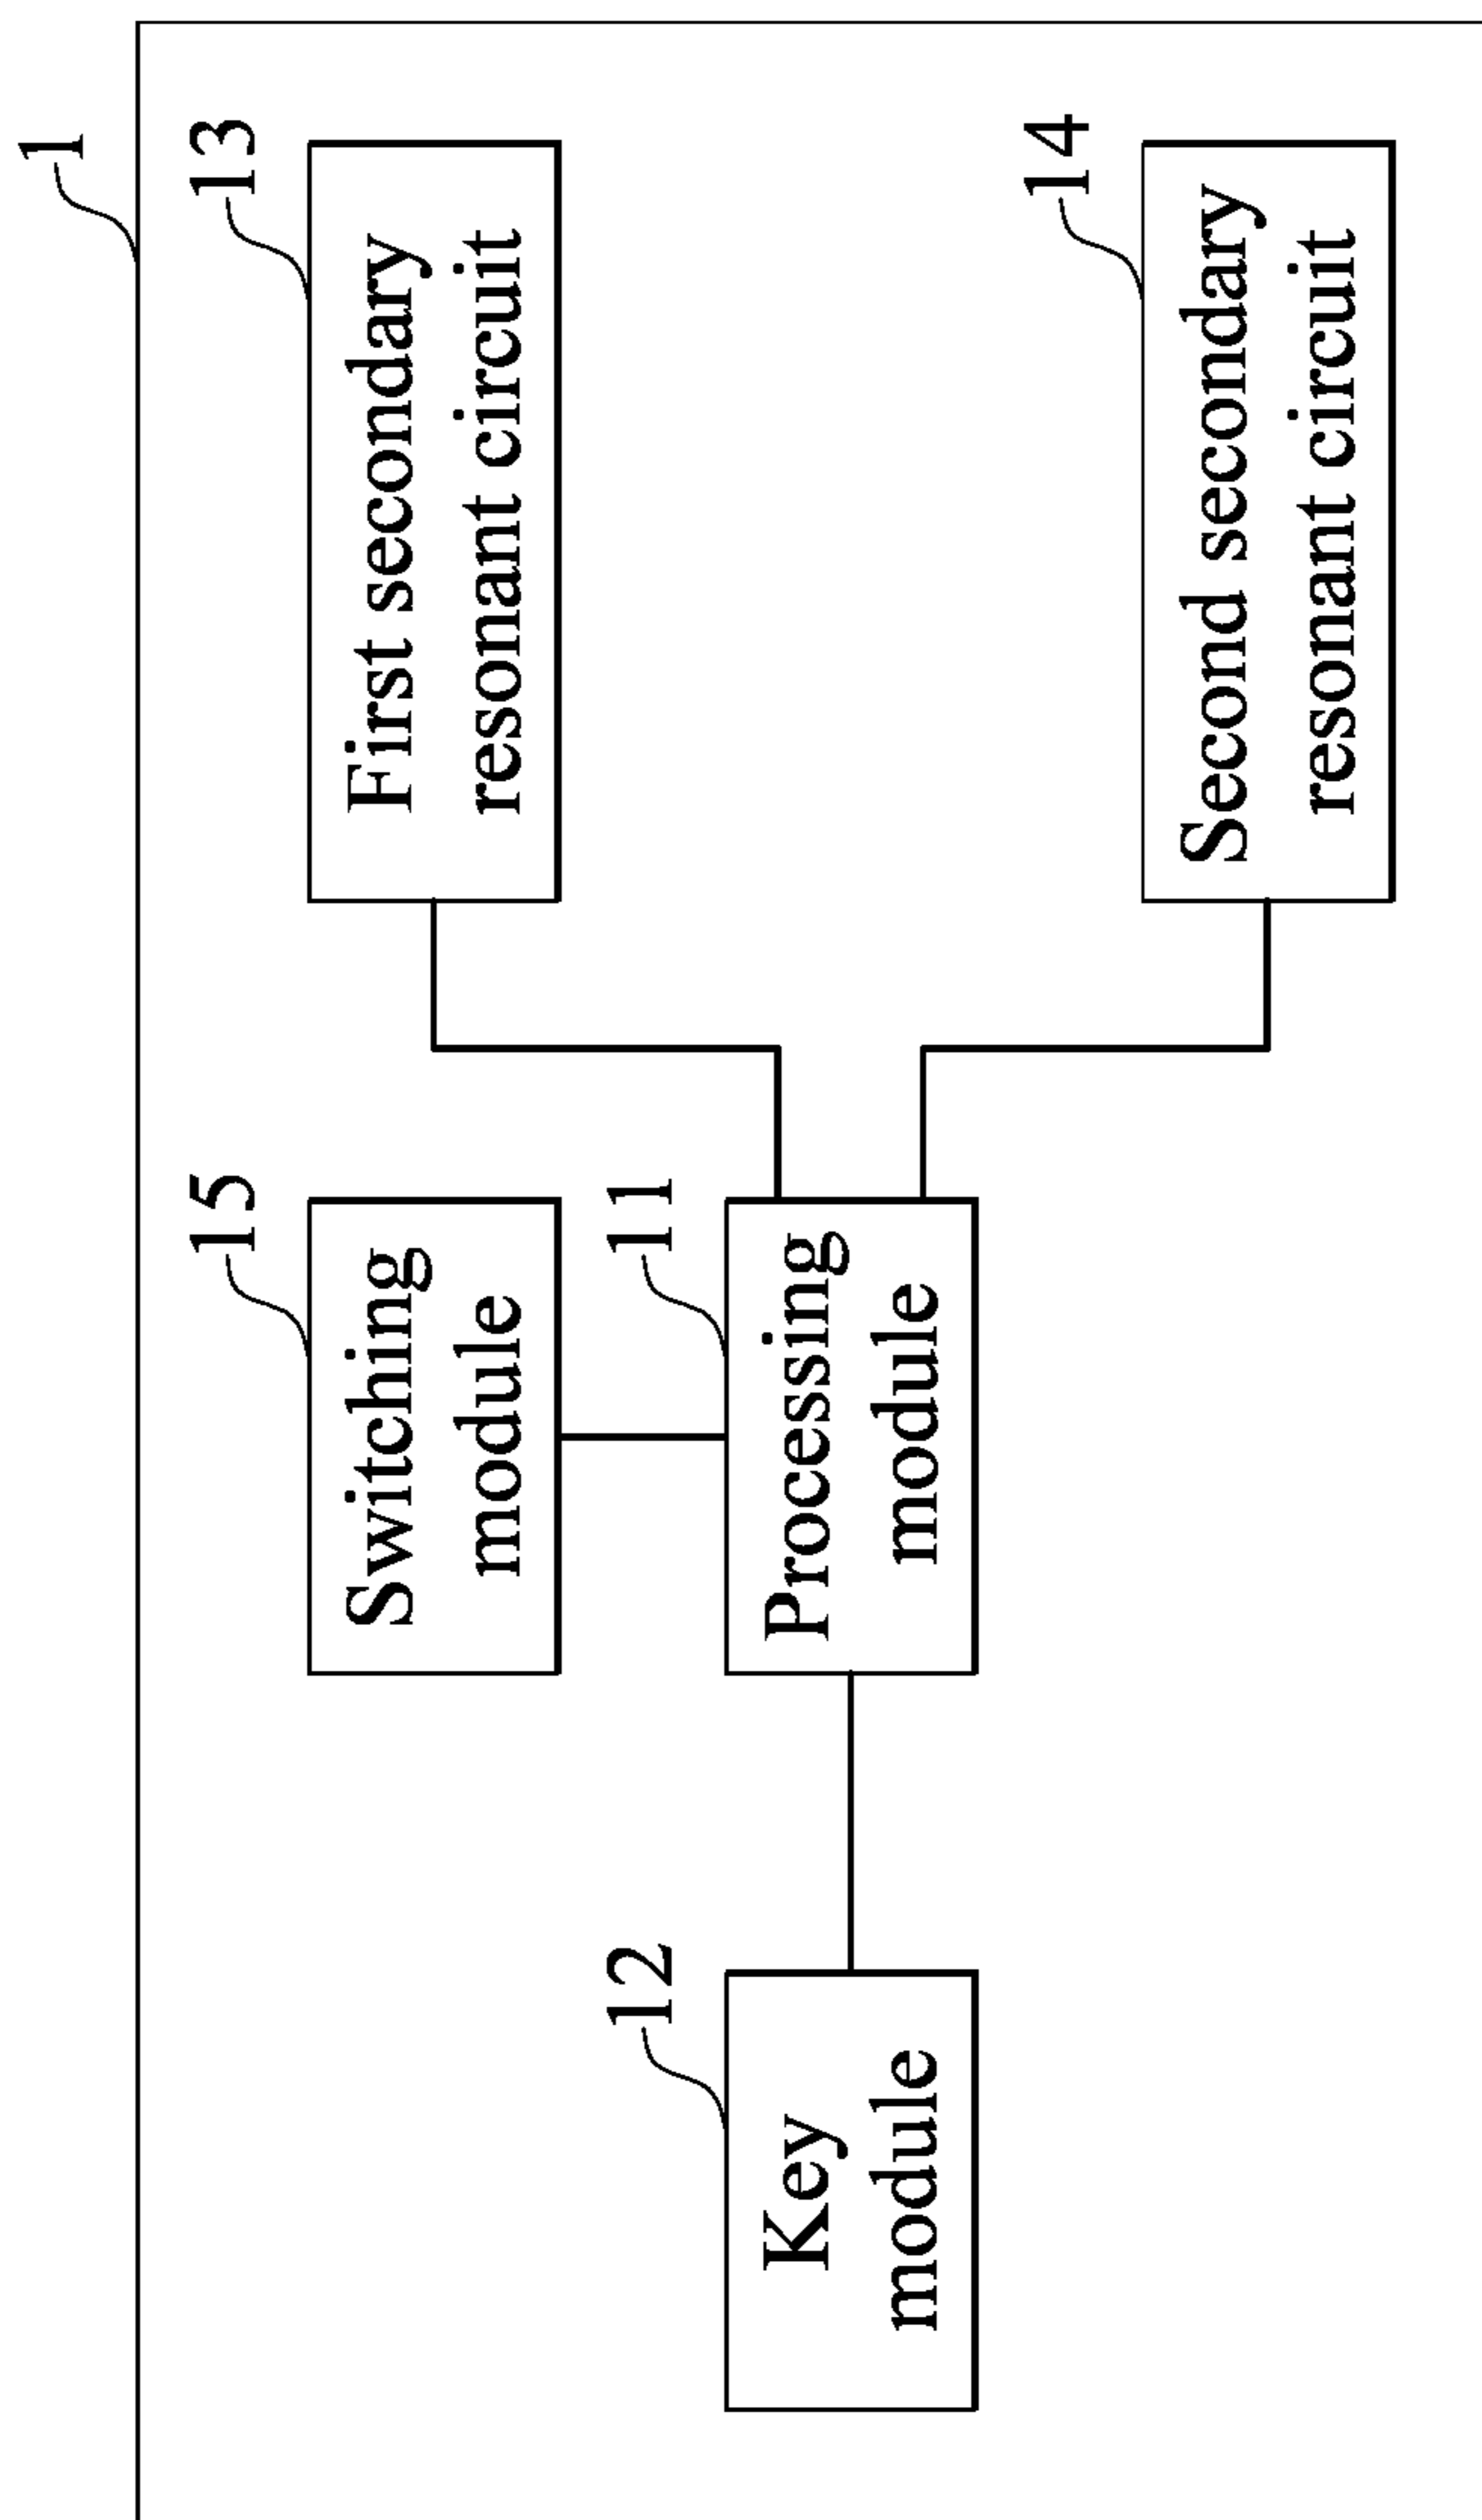 1
13
First secondary
resonant circuit
15
Switching
module
12
Key
module
11
Processing
module
14
Second secondary
resonant circuit